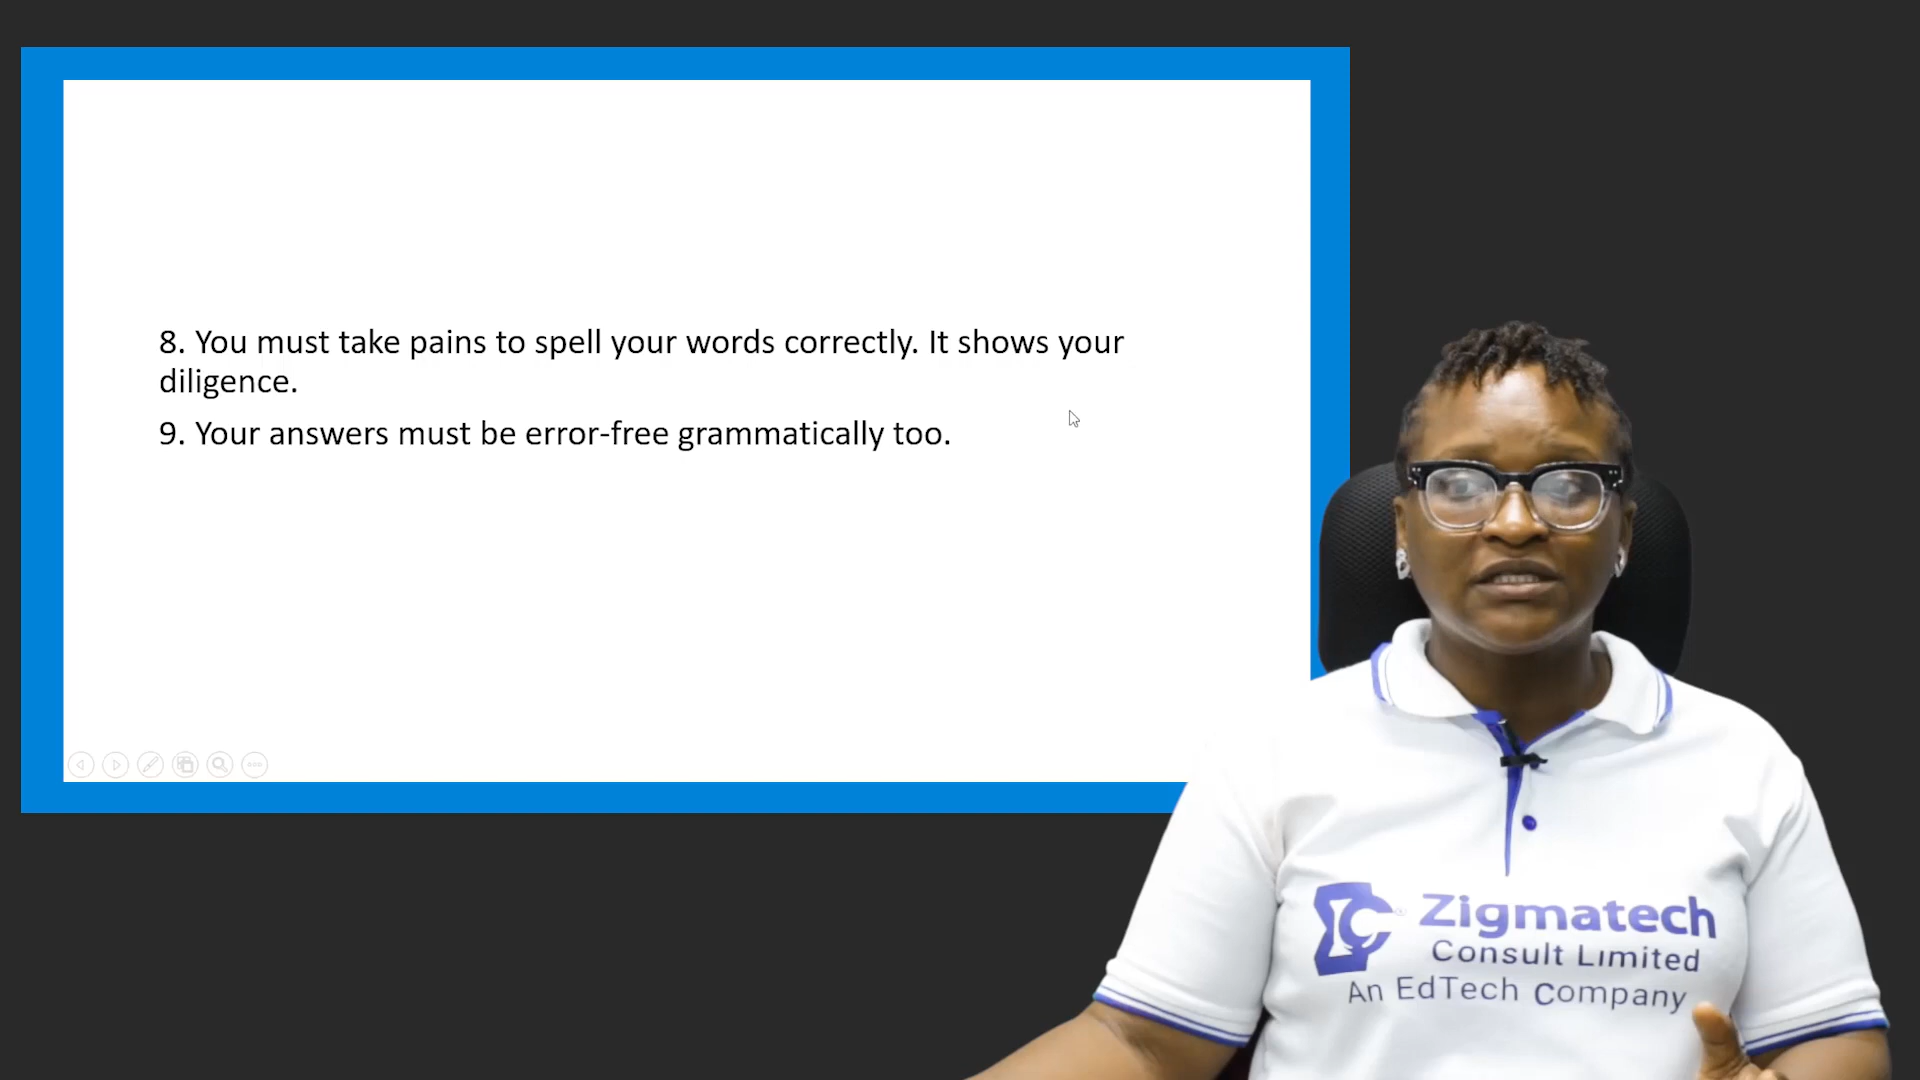 8. You must take pains to spell your words correctly. It shows your
diligence.
9. Your answers must be error-free grammatically too.
Zigmatech
Consult Limited
An EdTech Company